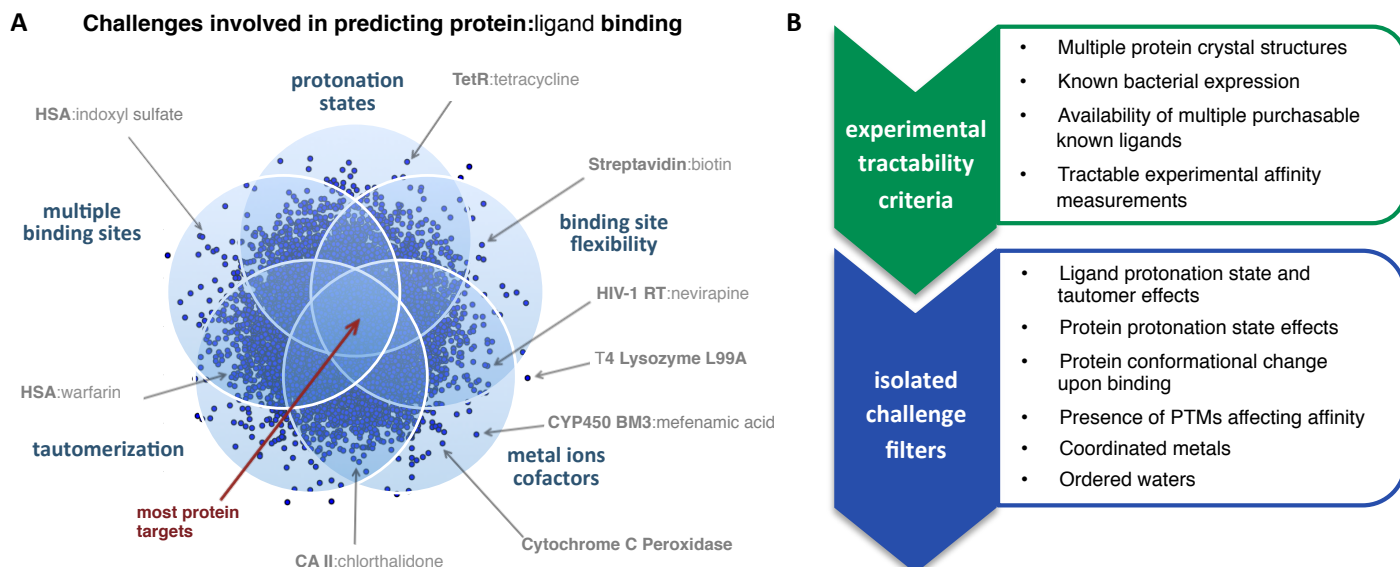 A
Challenges involved in predicting protein:ligand binding
protonation
states
TetR:tetracycline
HSA:indoxyl sulfate
Streptavidin:biotin
multiple
binding sites
binding site
flexibility
HIV-1 RT:nevirapine
T4 Lysozyme L99A
HSA:warfarin
CYP450 BM3:mefenamic acid
tautomerization
metal ions
cofactors
most protein
targets
Cytochrome C Peroxidase
CA II:chlorthalidone
B
experimental
tractability
criteria
• Multiple protein crystal structures
• Known bacterial expression
• Availability of multiple purchasable
known ligands
• Tractable experimental affinity
measurements
isolated
challenge
filters
• Ligand protonation state and
tautomer effects
• Protein protonation state effects
• Protein conformational change
upon binding
• Presence of PTMs affecting affinity
• Coordinated metals
• Ordered waters